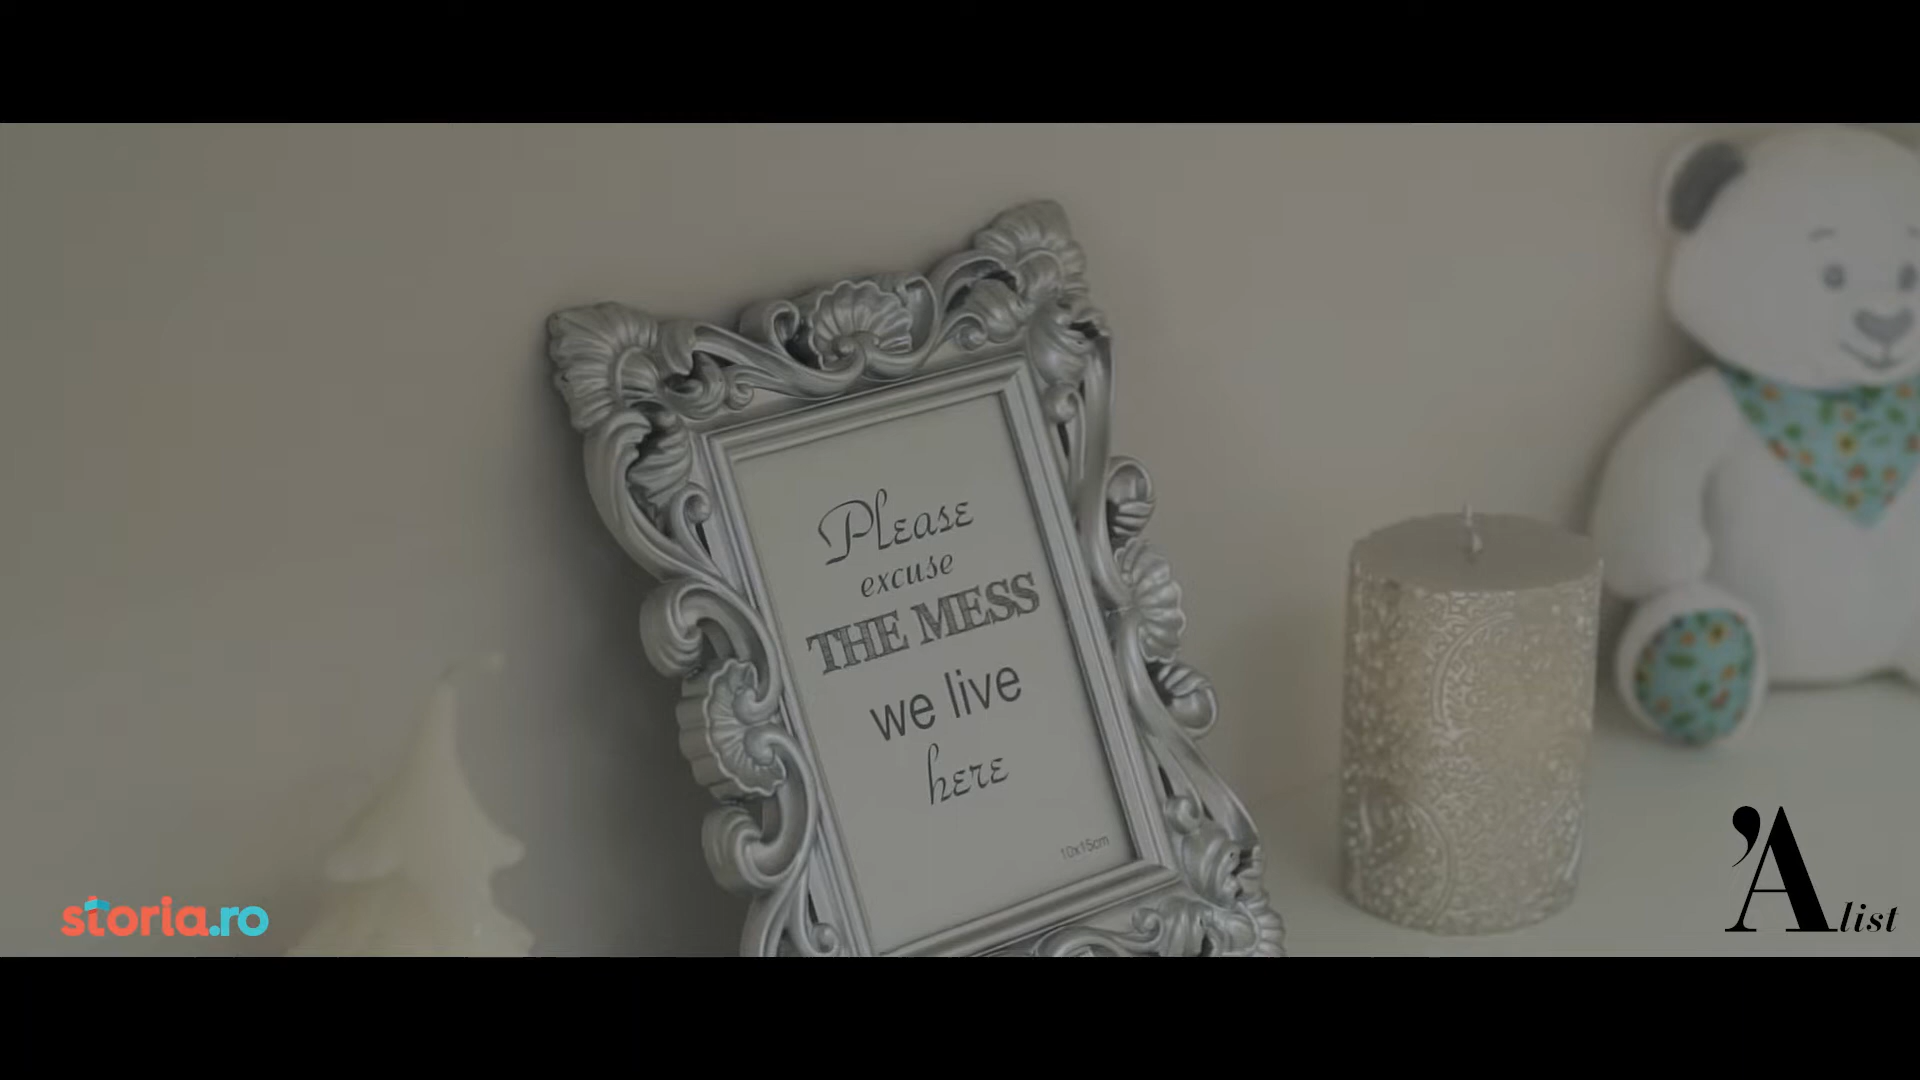 Please
excuse
THE MESS
we live
here
10x15cm
storia.ro
'A list